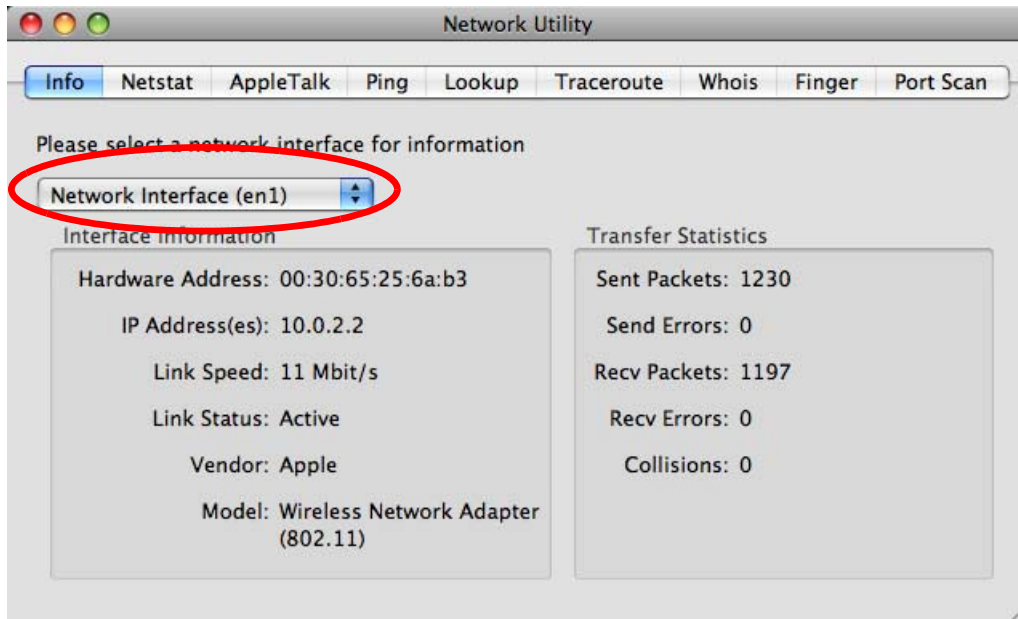 Network Utility
Info Netstat AppleTalk Ping Lookup Traceroute Whois Finger Port Scan
Please select a network interface for information
Network Interface (en1)
Interface Information
Hardware Address: 00:30:65:25:6a:b3
IP Address(es): 10.0.2.2
Link Speed: 11 Mbit/s
Link Status: Active
Vendor: Apple
Model: Wireless Network Adapter
(802.11)
Transfer Statistics
Sent Packets: 1230
Send Errors: 0
Recv Packets: 1197
Recv Errors: 0
Collisions: 0